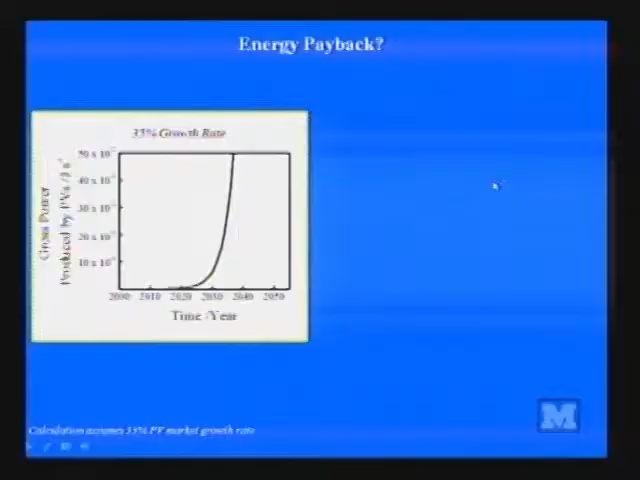 Energy Payback?
35% Growth Rate
Gross Power
Produced by PVs /J s
50 x 10
40 x 10
30 x 10
20 x 10
10 x 10
2000 2010 2020 2030 2040 2050
Time /Year
Calculation assumes 35% PV market growth rate
M